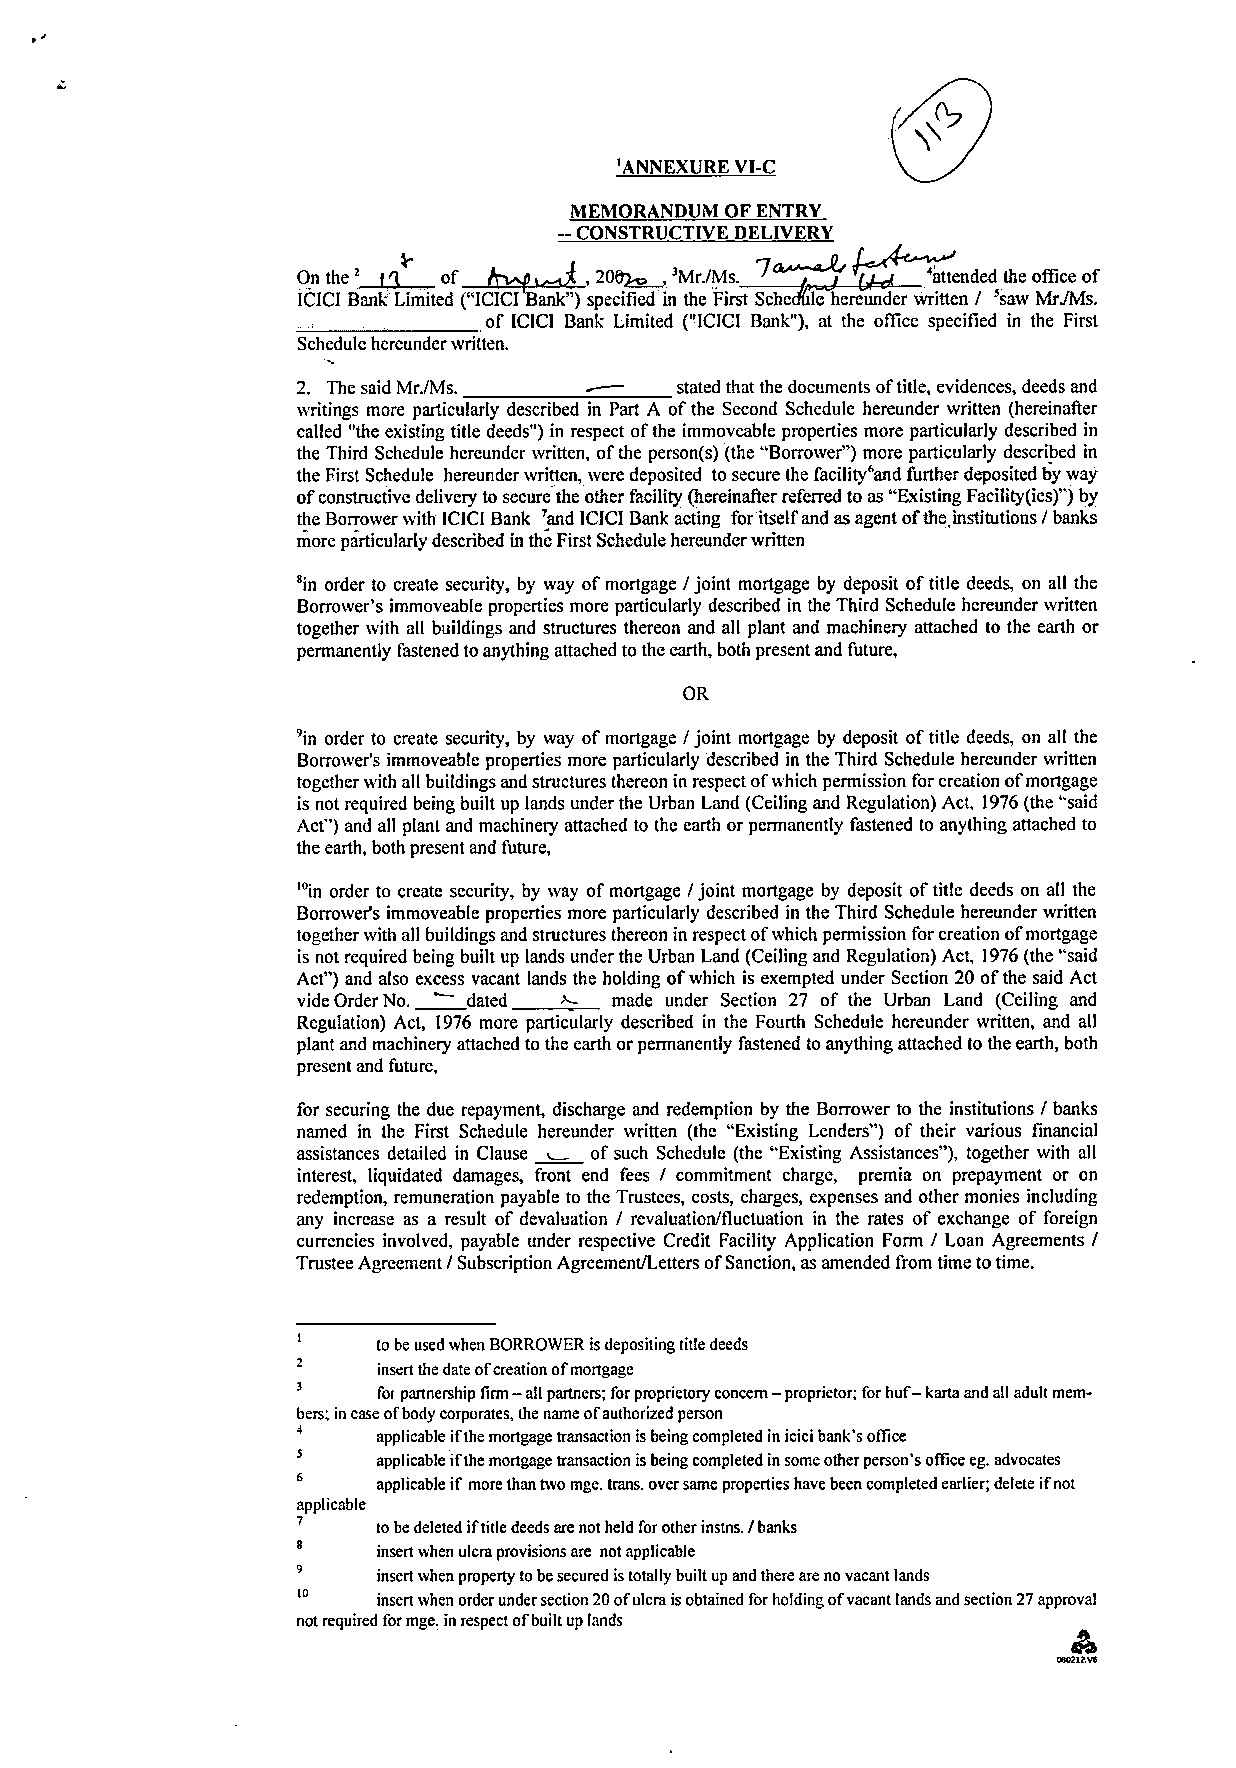 113
¹ANNEXURE VI-C
MEMORANDUM OF ENTRY
-- CONSTRUCTIVE DELIVERY
On the ² of August, 20020, ³Mr./Ms. Ltd ⁴attended the office of
ICICI Bank Limited ("ICICI Bank") specified in the First Schedule hereunder written / ⁵saw Mr./Ms.
of ICICI Bank Limited ("ICICI Bank"), at the office specified in the First
Schedule hereunder written.
2. The said Mr./Ms. — stated that the documents of title, evidences, deeds and
writings more particularly described in Part A of the Second Schedule hereunder written (hereinafter
called "the existing title deeds") in respect of the immoveable properties more particularly described in
the Third Schedule hereunder written, of the person(s) (the "Borrower") more particularly described in
the First Schedule hereunder written, were deposited to secure the facility⁶and further deposited by way
of constructive delivery to secure the other facility (hereinafter referred to as "Existing Facility(ies)") by
the Borrower with ICICI Bank ⁷and ICICI Bank acting for itself and as agent of the institutions / banks
more particularly described in the First Schedule hereunder written
⁸in order to create security, by way of mortgage / joint mortgage by deposit of title deeds, on all the
Borrower's immoveable properties more particularly described in the Third Schedule hereunder written
together with all buildings and structures thereon and all plant and machinery attached to the earth or
permanently fastened to anything attached to the earth, both present and future,
OR
⁹in order to create security, by way of mortgage / joint mortgage by deposit of title deeds, on all the
Borrower's immoveable properties more particularly described in the Third Schedule hereunder written
together with all buildings and structures thereon in respect of which permission for creation of mortgage
is not required being built up lands under the Urban Land (Ceiling and Regulation) Act, 1976 (the "said
Act") and all plant and machinery attached to the earth or permanently fastened to anything attached to
the earth, both present and future,
¹⁰in order to create security, by way of mortgage / joint mortgage by deposit of title deeds on all the
Borrower's immoveable properties more particularly described in the Third Schedule hereunder written
together with all buildings and structures thereon in respect of which permission for creation of mortgage
is not required being built up lands under the Urban Land (Ceiling and Regulation) Act, 1976 (the "said
Act") and also excess vacant lands the holding of which is exempted under Section 20 of the said Act
vide Order No. — dated — made under Section 27 of the Urban Land (Ceiling and
Regulation) Act, 1976 more particularly described in the Fourth Schedule hereunder written, and all
plant and machinery attached to the earth or permanently fastened to anything attached to the earth, both
present and future,
for securing the due repayment, discharge and redemption by the Borrower to the institutions / banks
named in the First Schedule hereunder written (the "Existing Lenders") of their various financial
assistances detailed in Clause — of such Schedule (the "Existing Assistances"), together with all
interest, liquidated damages, front end fees / commitment charge, premia on prepayment or on
redemption, remuneration payable to the Trustees, costs, charges, expenses and other monies including
any increase as a result of devaluation / revaluation/fluctuation in the rates of exchange of foreign
currencies involved, payable under respective Credit Facility Application Form / Loan Agreements /
Trustee Agreement / Subscription Agreement/Letters of Sanction, as amended from time to time.
1 to be used when BORROWER is depositing title deeds
2 insert the date of creation of mortgage
3 for partnership firm – all partners; for proprietory concern – proprietor; for huf – karta and all adult mem-
bers; in case of body corporates, the name of authorized person
4 applicable if the mortgage transaction is being completed in icici bank's office
5 applicable if the mortgage transaction is being completed in some other person's office eg. advocates
6 applicable if more than two mge. trans. over same properties have been completed earlier; delete if not
applicable
7 to be deleted if title deeds are not held for other instns. / banks
8 insert when ulcra provisions are not applicable
9 insert when property to be secured is totally built up and there are no vacant lands
10 insert when order under section 20 of ulcra is obtained for holding of vacant lands and section 27 approval
not required for mge. in respect of built up lands
080212.V6